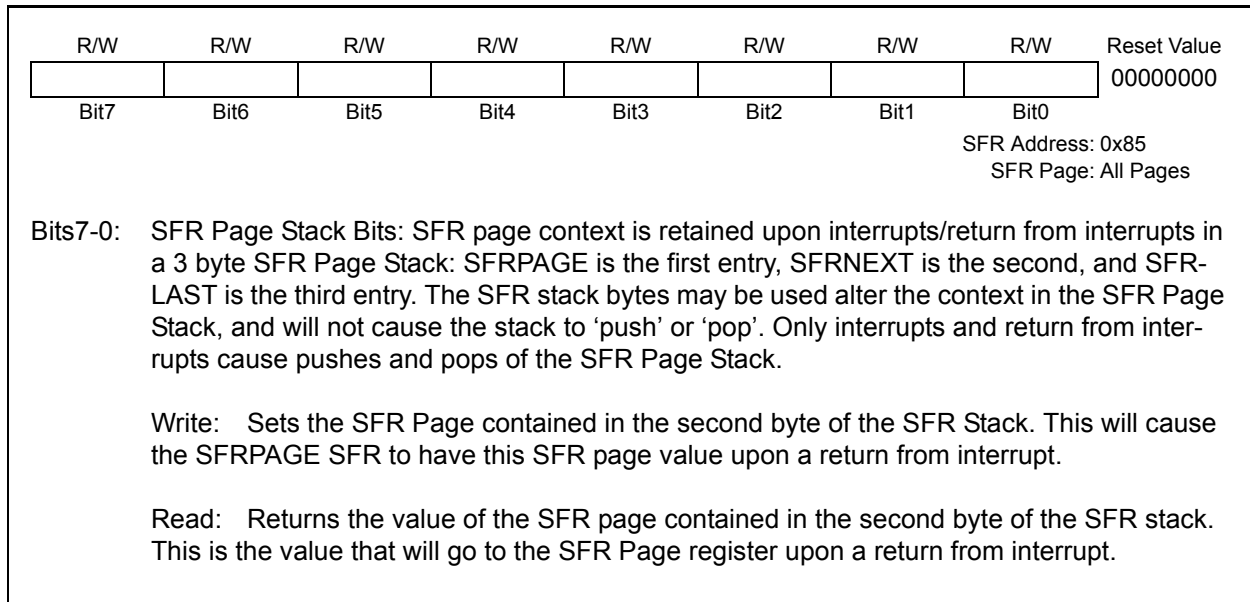 R/W R/W R/W R/W R/W R/W R/W R/W Reset Value
00000000
Bit7 Bit6 Bit5 Bit4 Bit3 Bit2 Bit1 Bit0
SFR Address: 0x85
SFR Page: All Pages
Bits7-0: SFR Page Stack Bits: SFR page context is retained upon interrupts/return from interrupts in
a 3 byte SFR Page Stack: SFRPAGE is the first entry, SFRNEXT is the second, and SFR-
LAST is the third entry. The SFR stack bytes may be used alter the context in the SFR Page
Stack, and will not cause the stack to ‘push’ or ‘pop’. Only interrupts and return from inter-
rupts cause pushes and pops of the SFR Page Stack.
Write: Sets the SFR Page contained in the second byte of the SFR Stack. This will cause
the SFRPAGE SFR to have this SFR page value upon a return from interrupt.
Read: Returns the value of the SFR page contained in the second byte of the SFR stack.
This is the value that will go to the SFR Page register upon a return from interrupt.